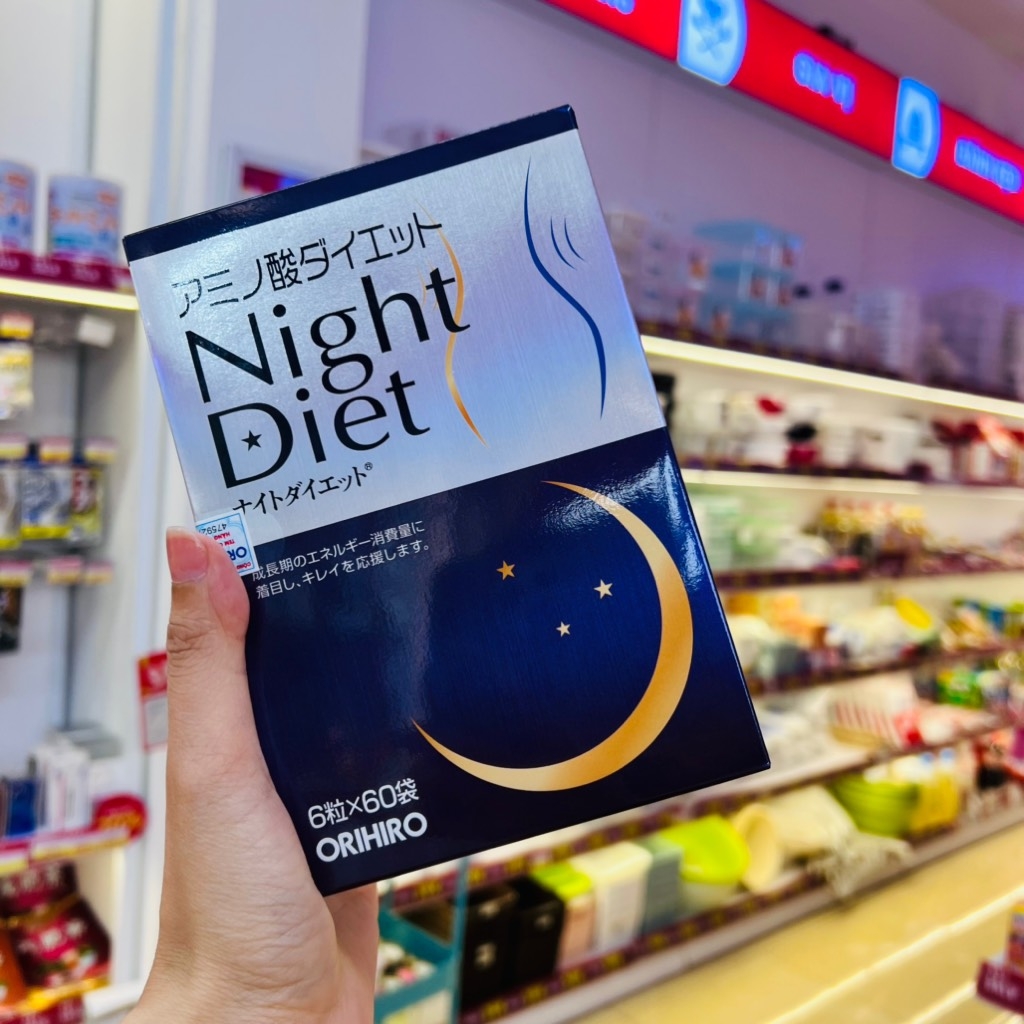 アミノ酸ダイエット
Night
Diet
ナイトダイエット®
成長期のエネルギー消費量に
着目し、キレイを応援します。
6粒×60袋
ORIHIRO